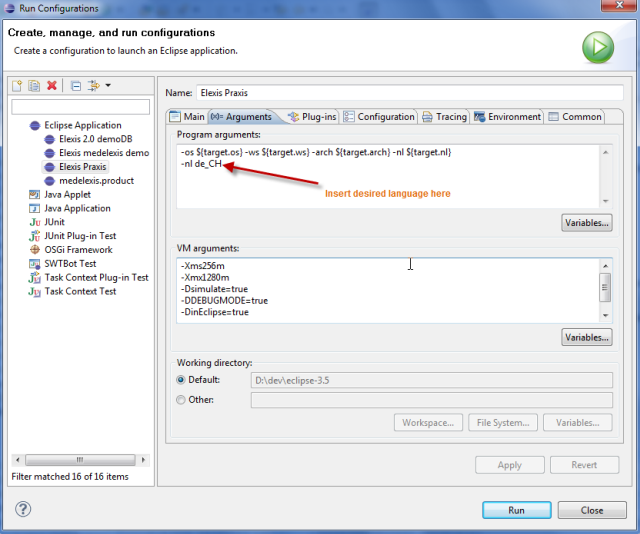 Run Configurations
Create, manage, and run configurations
Create a configuration to launch an Eclipse application.
Eclipse Application
Elexis 2.0 demoDB
Elexis medelexis demo
Elexis Praxis
medelexis.product
Java Applet
Java Application
JUnit
JUnit Plug-in Test
OSGi Framework
SWTBot Test
Task Context Plug-in Test
Task Context Test
Filter matched 16 of 16 items
Name: Elexis Praxis
Main (x)= Arguments Plug-ins Configuration Tracing Environment Common
Program arguments:
-os ${target.os} -ws ${target.ws} -arch ${target.arch} -nl ${target.nl}
-nl de_CH
Insert desired language here
Variables...
VM arguments:
-Xms256m
-Xmx1280m
-Dsimulate=true
-DDEBUGMODE=true
-DinEclipse=true
Variables...
Working directory:
Default: D:\dev\eclipse-3.5
Other:
Workspace... File System... Variables...
Apply Revert
? Run Close